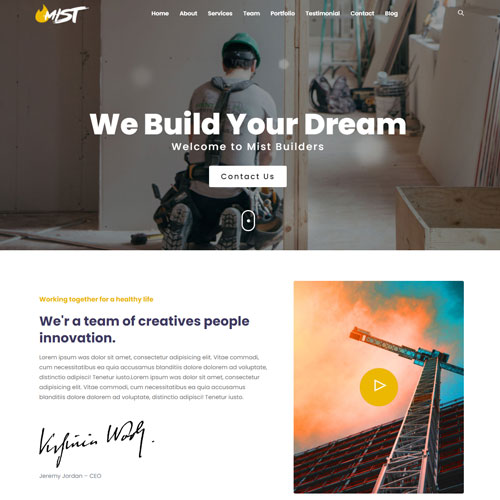 MIST
Home About Services Team Portfolio Testimonial Contact Blog
We Build Your Dream
Welcome to Mist Builders
Contact Us
Working together for a healthy life
We'r a team of creatives people
innovation.
Lorem ipsum was dolor sit amet, consectetur adipisicing elit. Vitae commodi,
cum necessitatibus ex quia accusamus blanditiis dolore dolorem ad voluptate,
distinctio adipisci! Tenetur iusto.Lorem ipsum was dolor sit amet, consectetur
adipisicing elit. Vitae commodi, cum necessitatibus ex quia accusamus
blanditiis dolore dolorem ad voluptate, distinctio adipisci! Tenetur iusto.
Jeremy Jordan – CEO